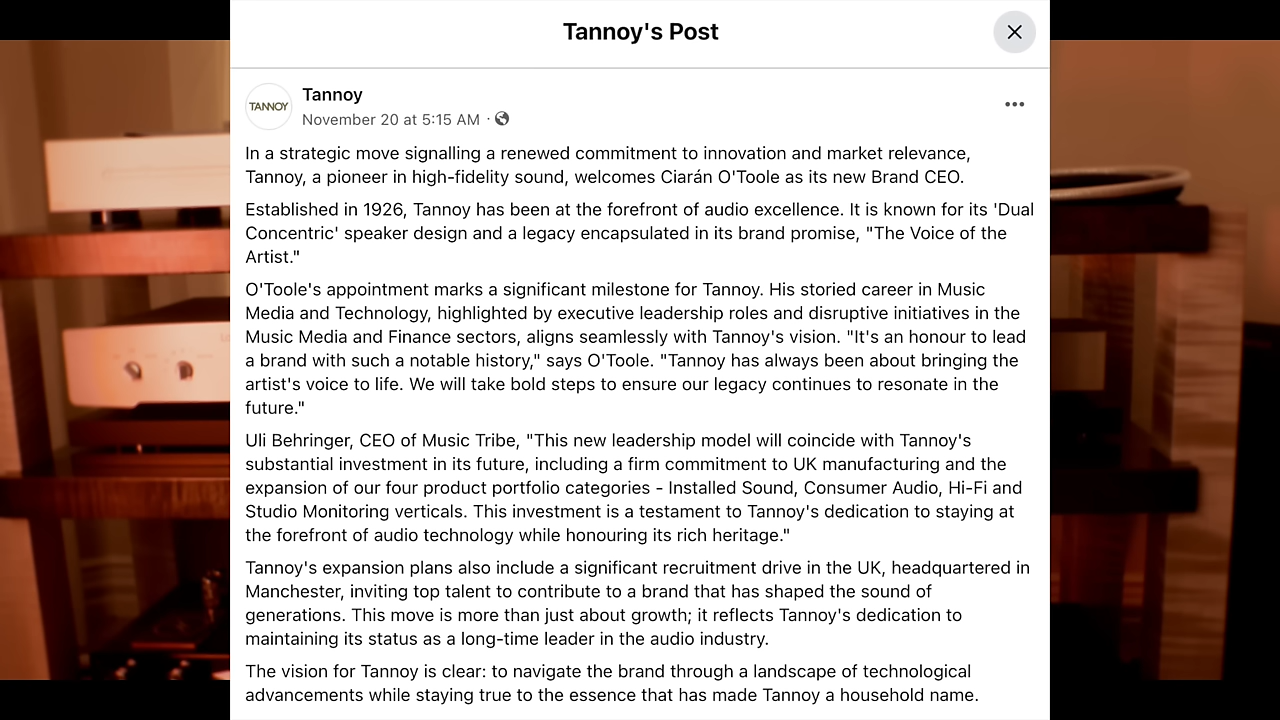 Tannoy's Post
TANNOY
Tannoy
November 20 at 5:15 AM ·
In a strategic move signalling a renewed commitment to innovation and market relevance,
Tannoy, a pioneer in high-fidelity sound, welcomes Ciarán O'Toole as its new Brand CEO.
Established in 1926, Tannoy has been at the forefront of audio excellence. It is known for its 'Dual
Concentric' speaker design and a legacy encapsulated in its brand promise, "The Voice of the
Artist."
O'Toole's appointment marks a significant milestone for Tannoy. His storied career in Music
Media and Technology, highlighted by executive leadership roles and disruptive initiatives in the
Music Media and Finance sectors, aligns seamlessly with Tannoy's vision. "It's an honour to lead
a brand with such a notable history," says O'Toole. "Tannoy has always been about bringing the
artist's voice to life. We will take bold steps to ensure our legacy continues to resonate in the
future."
Uli Behringer, CEO of Music Tribe, "This new leadership model will coincide with Tannoy's
substantial investment in its future, including a firm commitment to UK manufacturing and the
expansion of our four product portfolio categories - Installed Sound, Consumer Audio, Hi-Fi and
Studio Monitoring verticals. This investment is a testament to Tannoy's dedication to staying at
the forefront of audio technology while honouring its rich heritage."
Tannoy's expansion plans also include a significant recruitment drive in the UK, headquartered in
Manchester, inviting top talent to contribute to a brand that has shaped the sound of
generations. This move is more than just about growth; it reflects Tannoy's dedication to
maintaining its status as a long-time leader in the audio industry.
The vision for Tannoy is clear: to navigate the brand through a landscape of technological
advancements while staying true to the essence that has made Tannoy a household name.